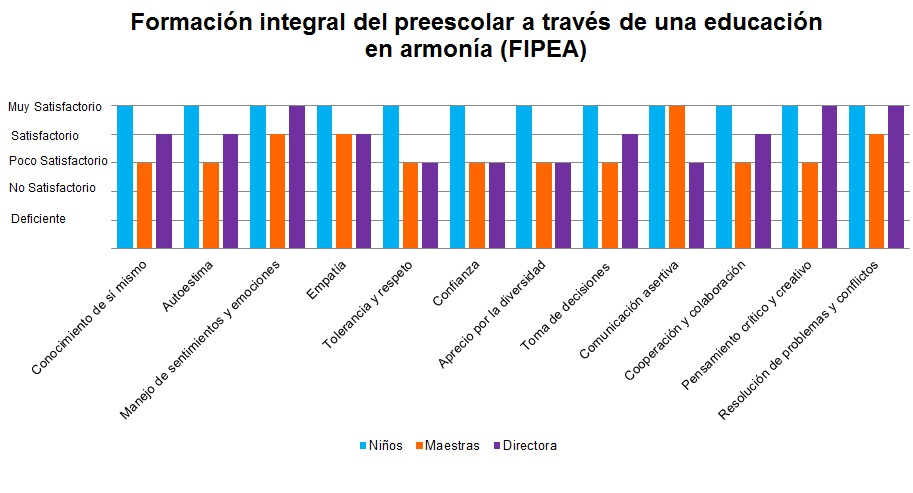 Formación integral del preescolar a través de una educación
en armonía (FIPEA)
Muy Satisfactorio
Satisfactorio
Poco Satisfactorio
No Satisfactorio
Deficiente
Conocimiento de sí mismo
Autoestima
Manejo de sentimientos y emociones
Empatía
Tolerancia y respeto
Confianza
Aprecio por la diversidad
Toma de decisiones
Comunicación asertiva
Cooperación y colaboración
Pensamiento crítico y creativo
Resolución de problemas y conflictos
Niños Maestras Directora